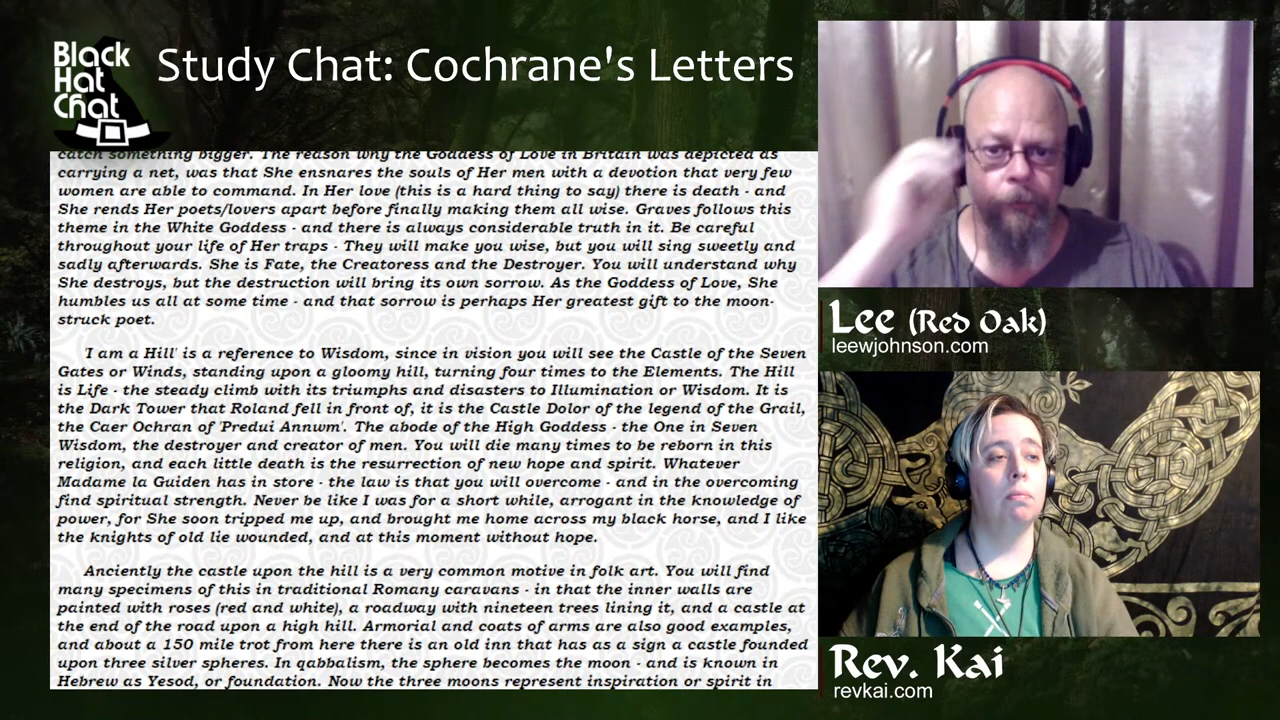 Black
Hat
Chat
Study Chat: Cochrane's Letters
catch something bigger. The reason why the Goddess of Love in Britain was depicted as
carrying a net, was that She ensnares the souls of Her men with a devotion that very few
women are able to command. In Her love (this is a hard thing to say) there is death - and
She rends Her poets/lovers apart before finally making them all wise. Graves follows this
theme in the White Goddess - and there is always considerable truth in it. Be careful
throughout your life of Her traps - They will make you wise, but you will sing sweetly and
sadly afterwards. She is Fate, the Creatoress and the Destroyer. You will understand why
She destroys, but the destruction will bring its own sorrow. As the Goddess of Love, She
humbles us all at some time - and that sorrow is perhaps Her greatest gift to the moon-
struck poet.
'I am a Hill' is a reference to Wisdom, since in vision you will see the Castle of the Seven
Gates or Winds, standing upon a gloomy hill, turning four times to the Elements. The Hill
is Life - the steady climb with its triumphs and disasters to Illumination or Wisdom. It is
the Dark Tower that Roland fell in front of, it is the Castle Dolor of the legend of the Grail,
the Caer Ochran of 'Predui Annwm'. The abode of the High Goddess - the One in Seven
Wisdom, the destroyer and creator of men. You will die many times to be reborn in this
religion, and each little death is the resurrection of new hope and spirit. Whatever
Madame la Guiden has in store - the law is that you will overcome - and in the overcoming
find spiritual strength. Never be like I was for a short while, arrogant in the knowledge of
power, for She soon tripped me up, and brought me home across my black horse, and I like
the knights of old lie wounded, and at this moment without hope.
Anciently the castle upon the hill is a very common motive in folk art. You will find
many specimens of this in traditional Romany caravans - in that the inner walls are
painted with roses (red and white), a roadway with nineteen trees lining it, and a castle at
the end of the road upon a high hill. Armorial and coats of arms are also good examples,
and about a 150 mile trot from here there is an old inn that has as a sign a castle founded
upon three silver spheres. In qabbalism, the sphere becomes the moon - and is known in
Hebrew as Yesod, or foundation. Now the three moons represent inspiration or spirit in
Lee (Red Oak)
leewjohnson.com
Rev. Kai
revkai.com